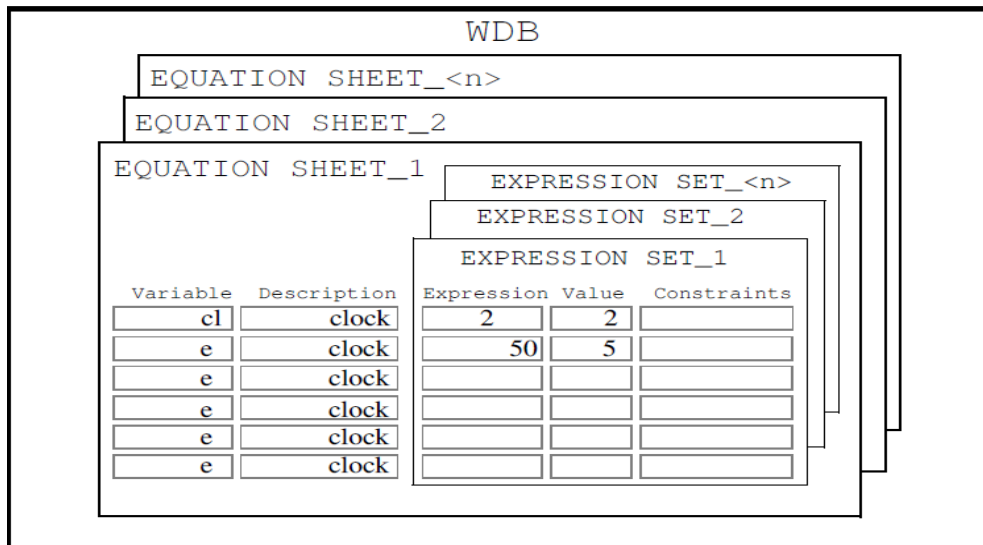 WDB
EQUATION SHEET_<n>
EQUATION SHEET_2
EQUATION SHEET_1
EXPRESSION SET_<n>
EXPRESSION SET_2
EXPRESSION SET_1
Variable Description Expression Value Constraints
cl clock 2 2
e clock 50 5
e clock
e clock
e clock
e clock